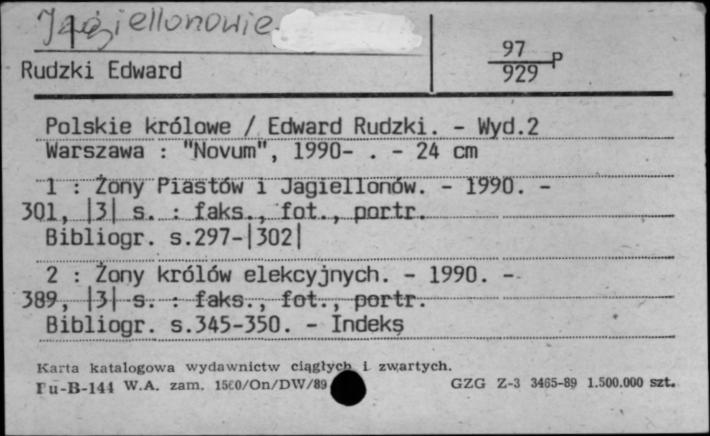 Jagiellonowie
97
929 P
Rudzki Edward
Polskie królowe / Edward Rudzki. - Wyd.2
Warszawa : "Novum", 1990- . - 24 cm
1 : Żony Piastów i Jagiellonów. - 1990. -
301, |3| s. : faks., fot., portr.
Bibliogr. s.297-|302|
2 : Żony królów elekcyjnych. - 1990. -
389, |3| s. : faks., fot., portr.
Bibliogr. s.345-350. - Indeks
Karta katalogowa wydawnictw ciągłych i zwartych.
Pu-B-144 W.A. zam. 1560/On/DW/89 GZG Z-3 3465-89 1.500.000 szt.